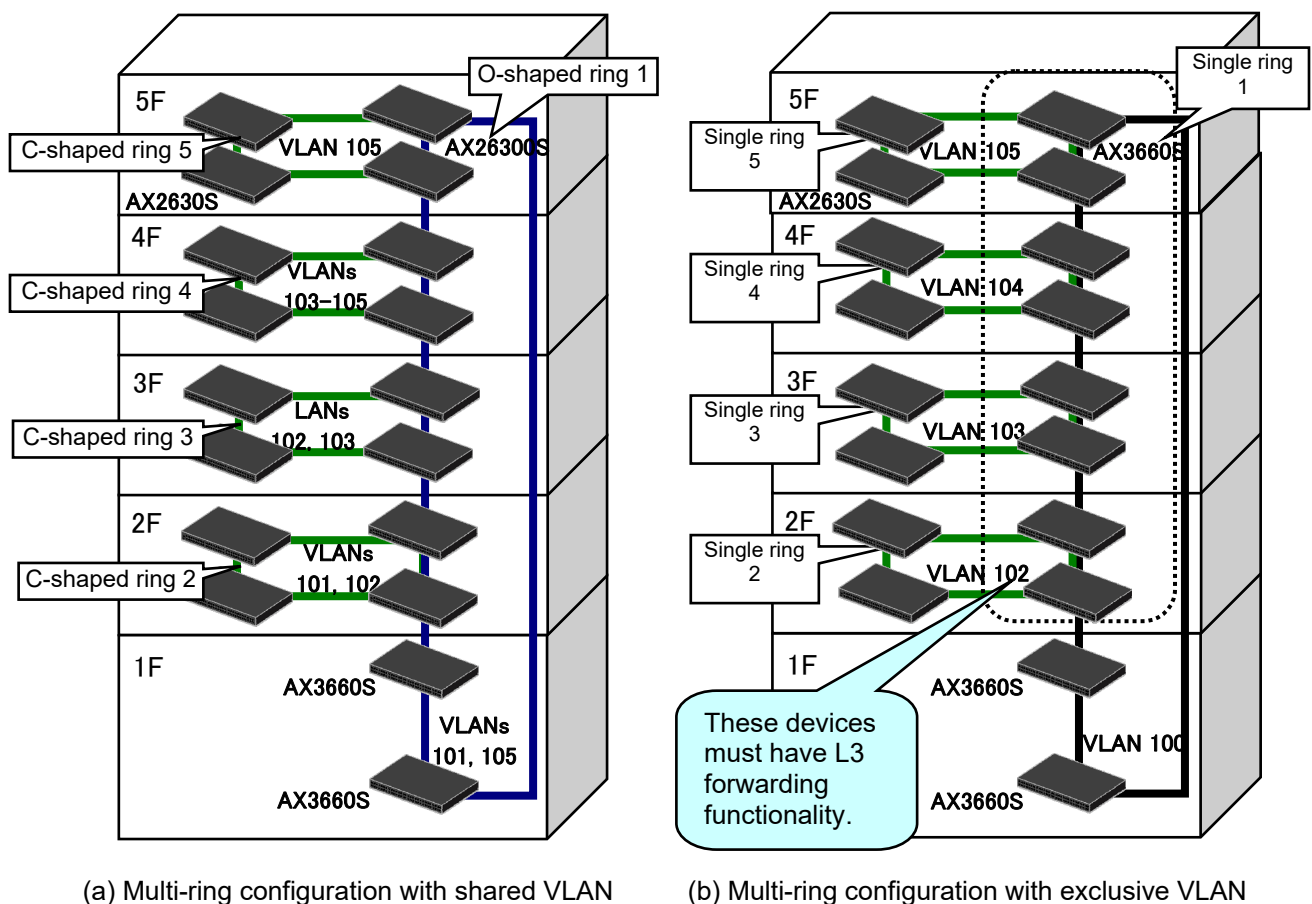 O-shaped ring 1
5F
C-shaped ring 5
VLAN 105
AX26300S
AX2630S
4F
C-shaped ring 4
VLANs
103-105
3F
C-shaped ring 3
LANs
102, 103
2F
C-shaped ring 2
VLANs
101, 102
1F
AX3660S
VLANs
101, 105
AX3660S
(a) Multi-ring configuration with shared VLAN
Single ring
1
5F
Single ring
5
VLAN 105
AX3660S
AX2630S
4F
Single ring
4
VLAN 104
3F
Single ring
3
VLAN 103
2F
Single ring
2
VLAN 102
1F
AX3660S
These devices
must have L3
forwarding
functionality.
VLAN 100
AX3660S
(b) Multi-ring configuration with exclusive VLAN